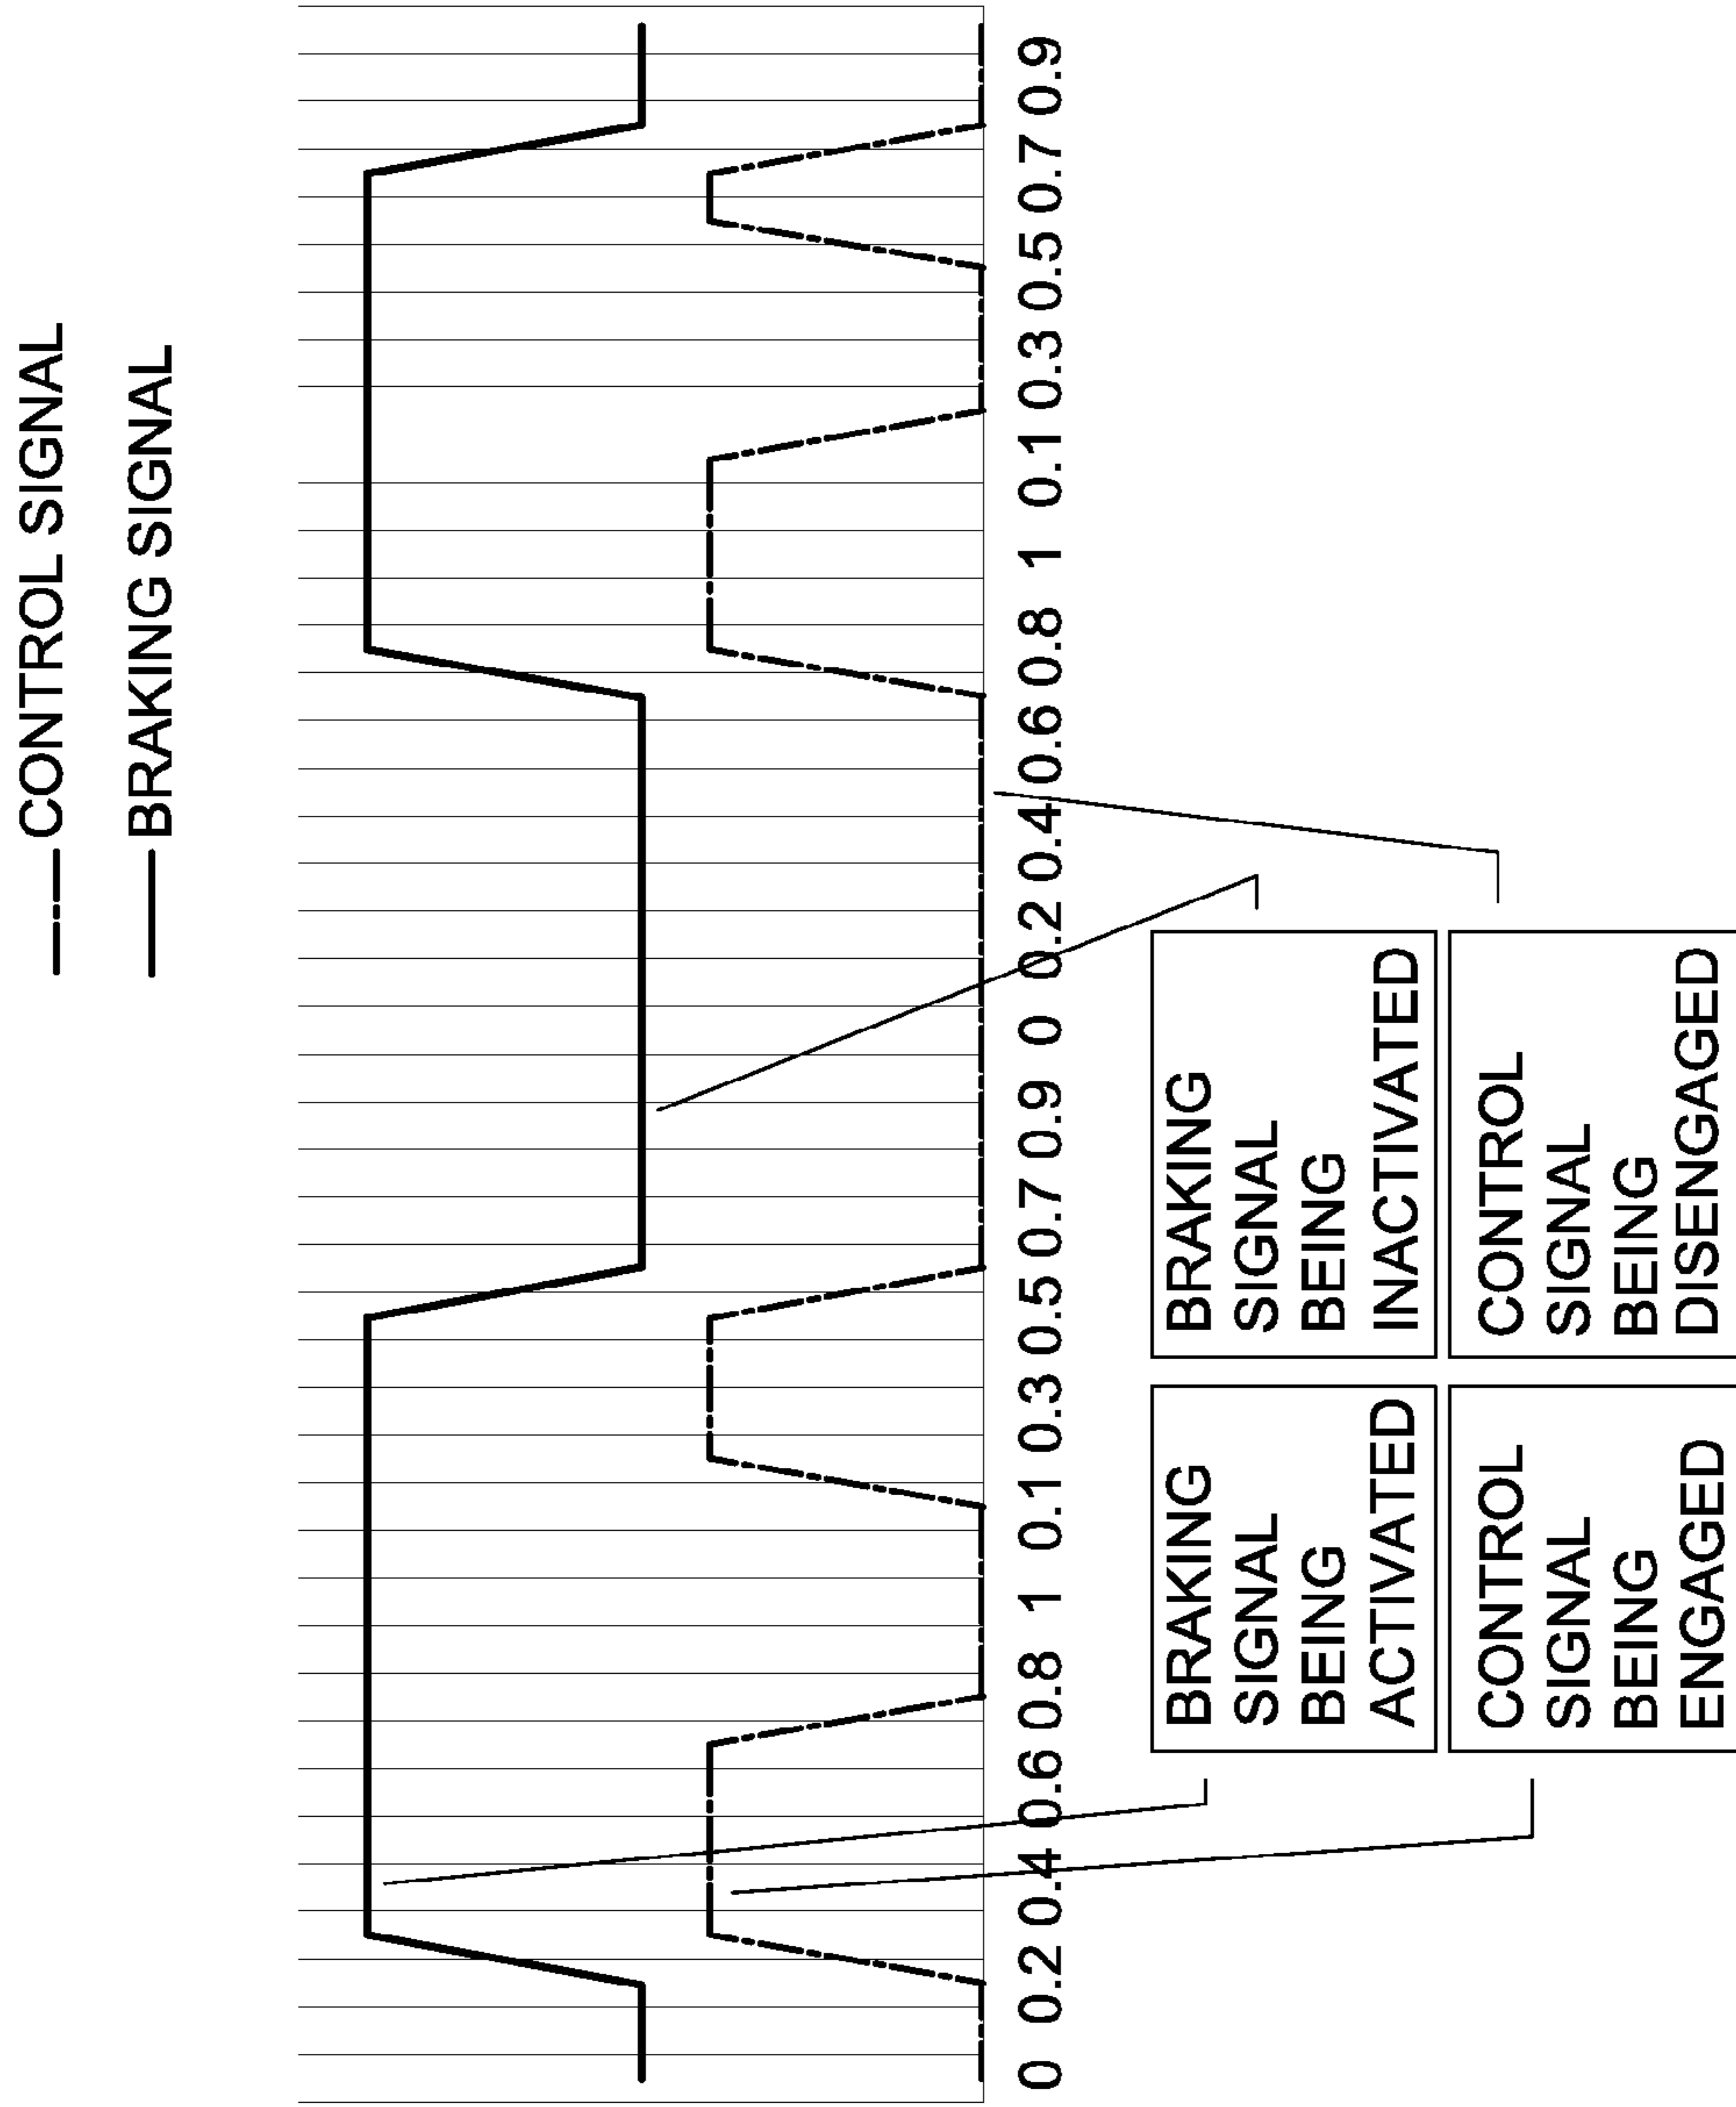 CONTROL SIGNAL
BRAKING SIGNAL
0 0.2 0.4 0.6 0.8 1 0.1 0.3 0.5 0.7 0.9 0 0.2 0.4 0.6 0.8 1 0.1 0.3 0.5 0.7 0.9
BRAKING
SIGNAL
BEING
ACTIVATED
BRAKING
SIGNAL
BEING
INACTIVATED
CONTROL
SIGNAL
BEING
ENGAGED
CONTROL
SIGNAL
BEING
DISENGAGED